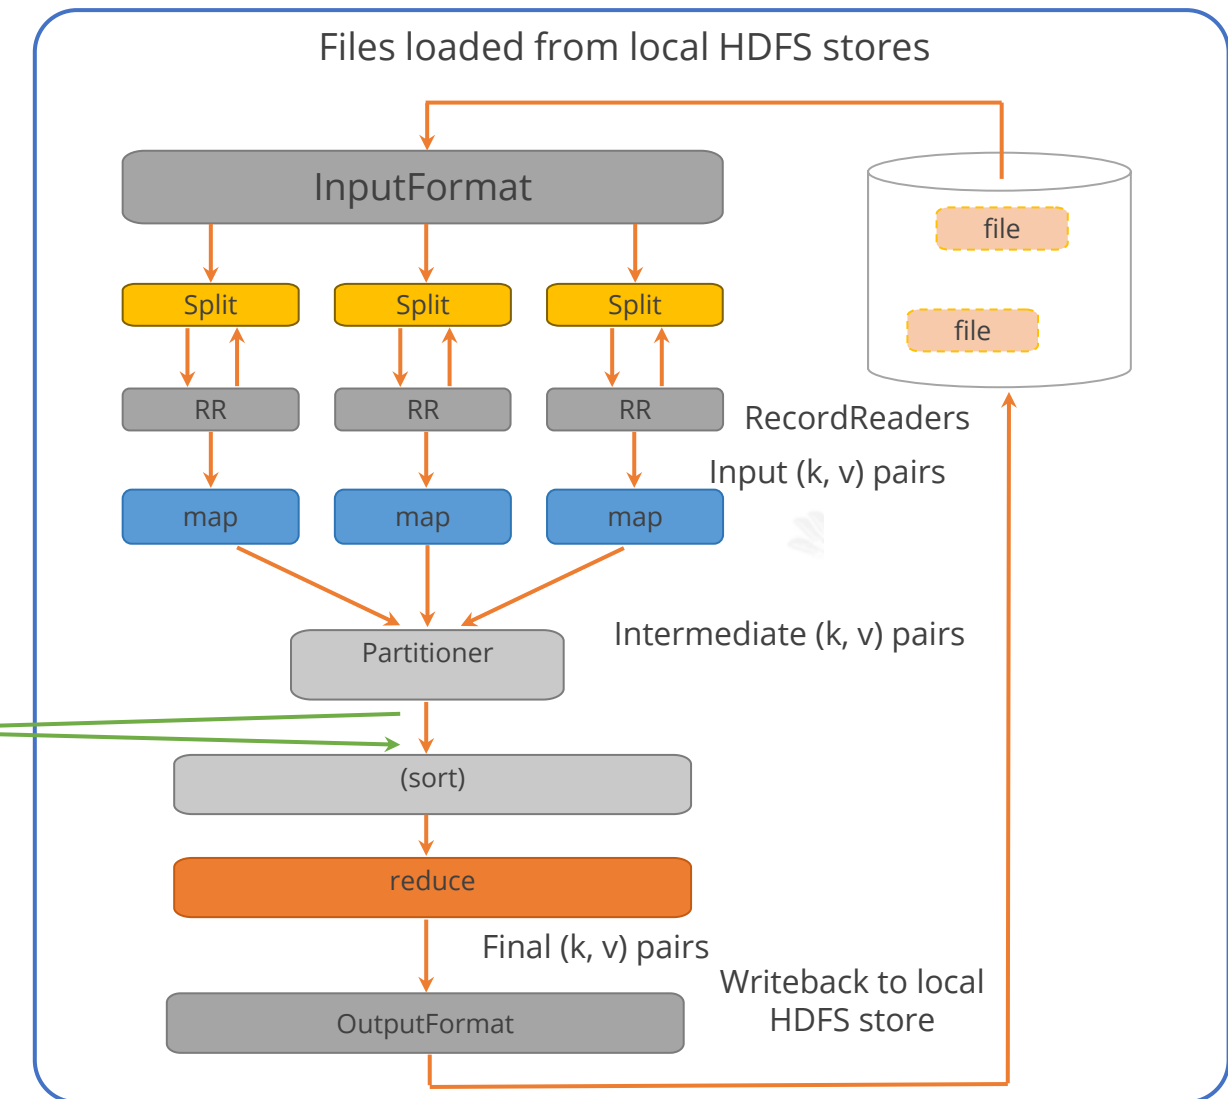 Files loaded from local HDFS stores
InputFormat
file
Split
Split
Split
file
RR
RR
RR
RecordReaders
Input (k, v) pairs
map
map
map
Intermediate (k, v) pairs
Partitioner
(sort)
reduce
Final (k, v) pairs
Writeback to local
HDFS store
OutputFormat